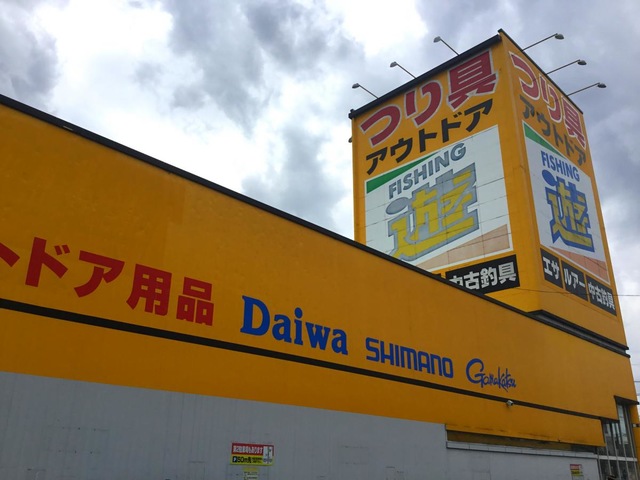 つり具
アウトドア
FISHING
遊
中古釣具
つり具
アウトドア
FISHING
遊
エサ ルアー 中古釣具
トドア用品
Daiwa
SHIMANO
Gamakatsu